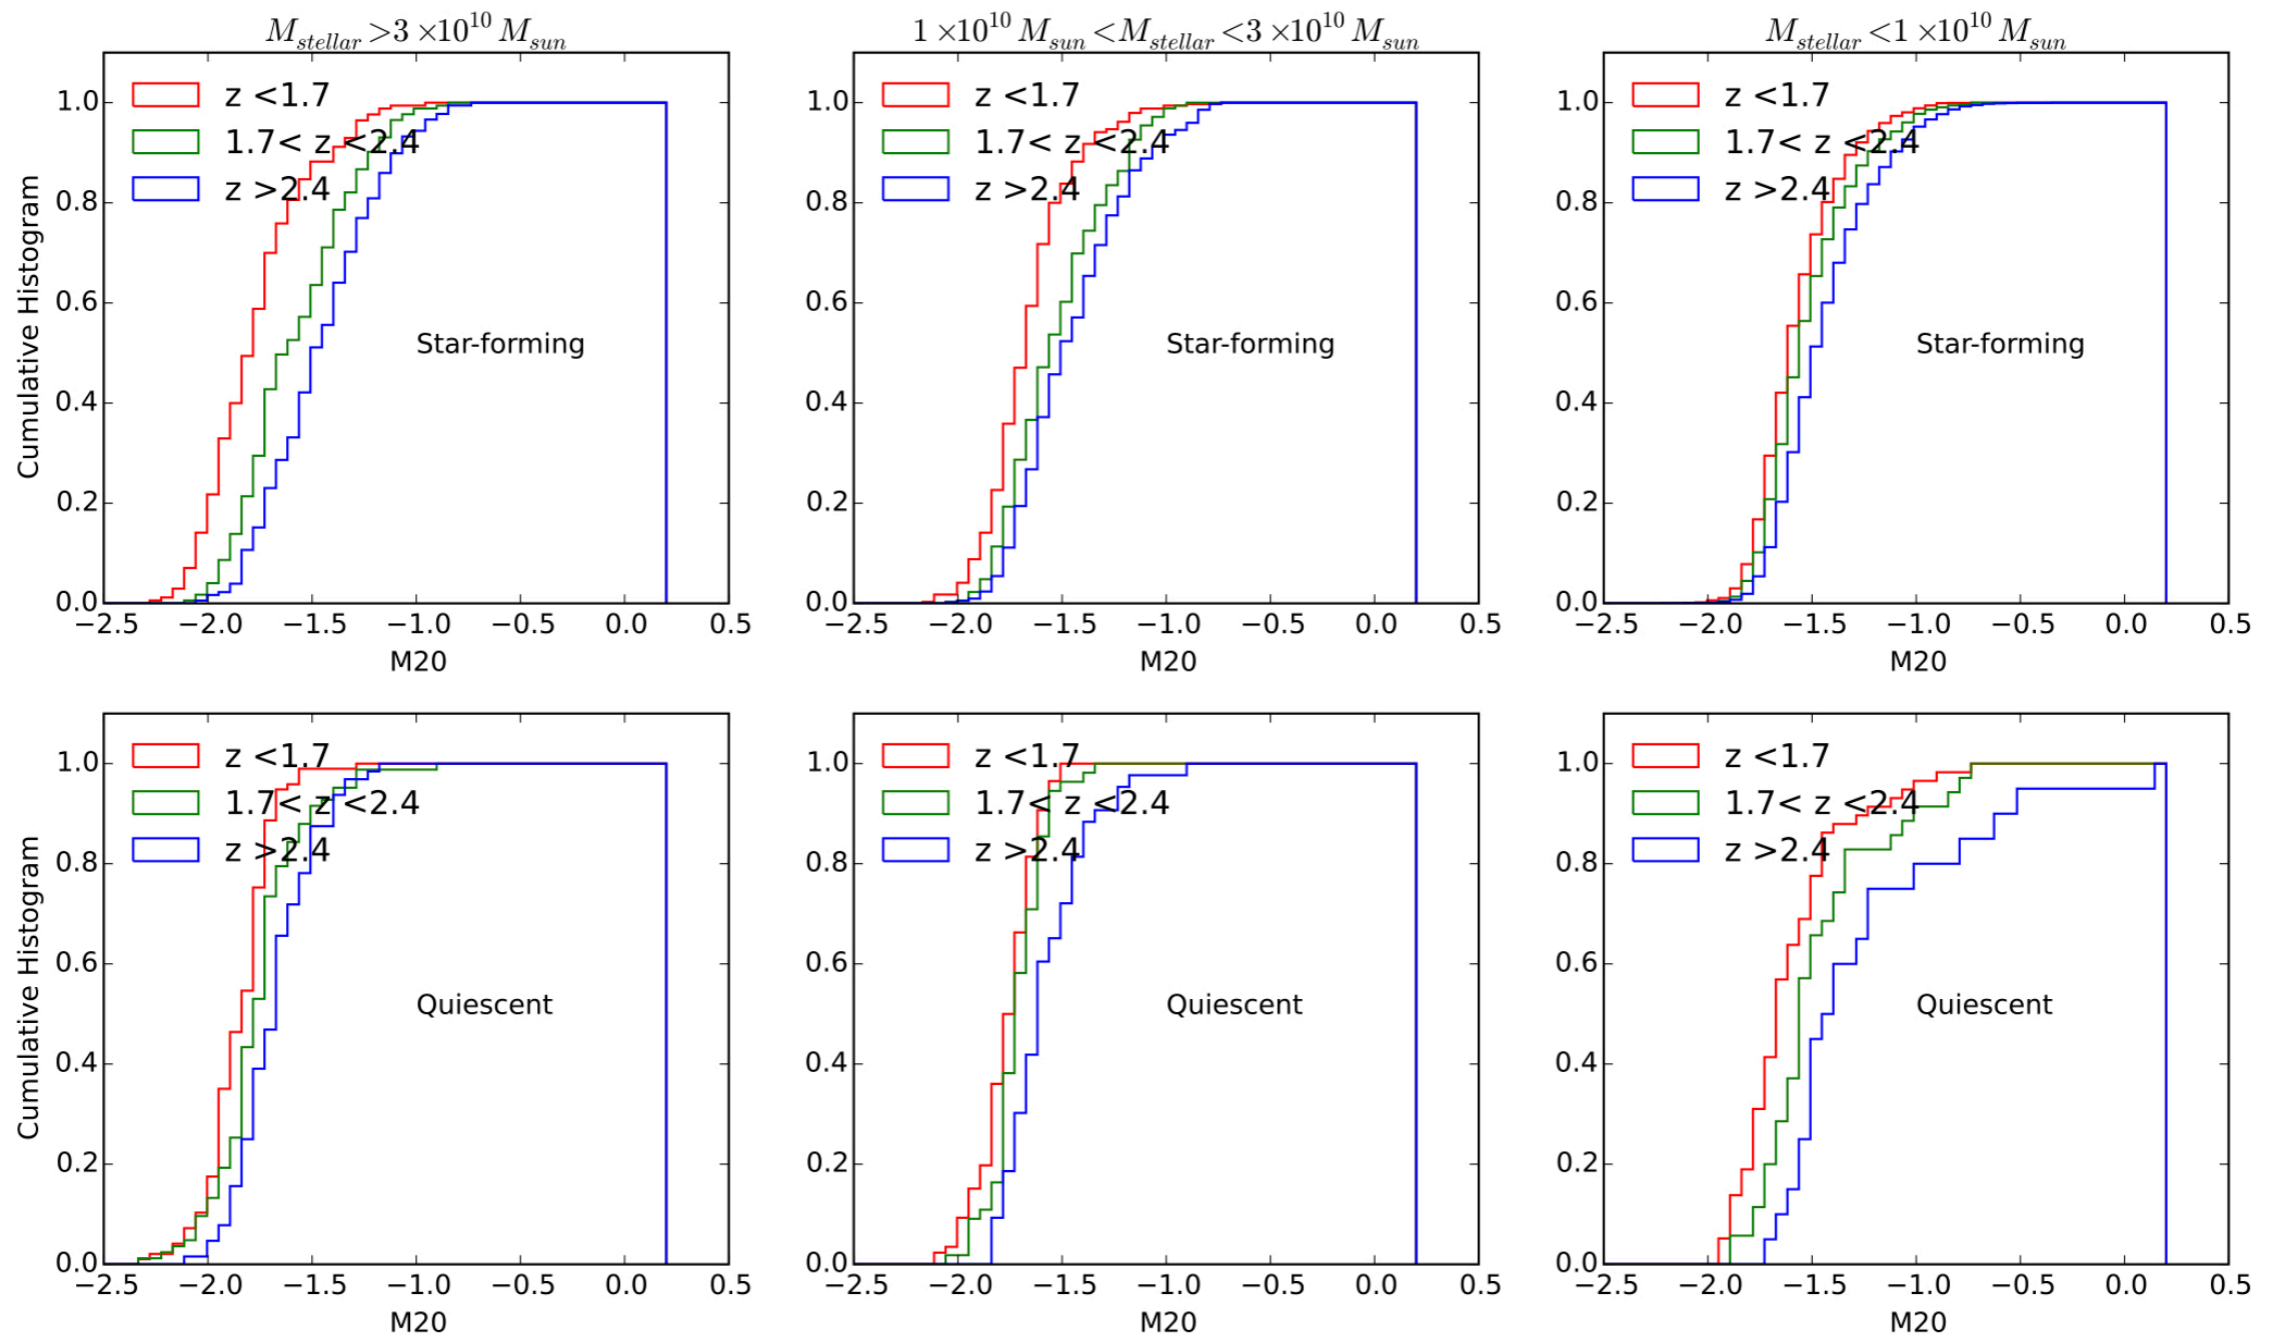 M_stellar >3 ×10^10 M_sun
z <1.7
1.7< z <2.4
z >2.4
Star-forming
Cumulative Histogram
1.0
0.8
0.6
0.4
0.2
0.0
−2.5 −2.0 −1.5 −1.0 −0.5 0.0 0.5
M20
1 ×10^10 M_sun <M_stellar <3 ×10^10 M_sun
z <1.7
1.7< z <2.4
z >2.4
Star-forming
1.0
0.8
0.6
0.4
0.2
0.0
−2.5 −2.0 −1.5 −1.0 −0.5 0.0 0.5
M20
M_stellar <1 ×10^10 M_sun
z <1.7
1.7< z <2.4
z >2.4
Star-forming
1.0
0.8
0.6
0.4
0.2
0.0
−2.5 −2.0 −1.5 −1.0 −0.5 0.0 0.5
M20
z <1.7
1.7< z <2.4
z >2.4
Quiescent
Cumulative Histogram
1.0
0.8
0.6
0.4
0.2
0.0
−2.5 −2.0 −1.5 −1.0 −0.5 0.0 0.5
M20
z <1.7
1.7< z <2.4
z >2.4
Quiescent
1.0
0.8
0.6
0.4
0.2
0.0
−2.5 −2.0 −1.5 −1.0 −0.5 0.0 0.5
M20
z <1.7
1.7< z <2.4
z >2.4
Quiescent
1.0
0.8
0.6
0.4
0.2
0.0
−2.5 −2.0 −1.5 −1.0 −0.5 0.0 0.5
M20